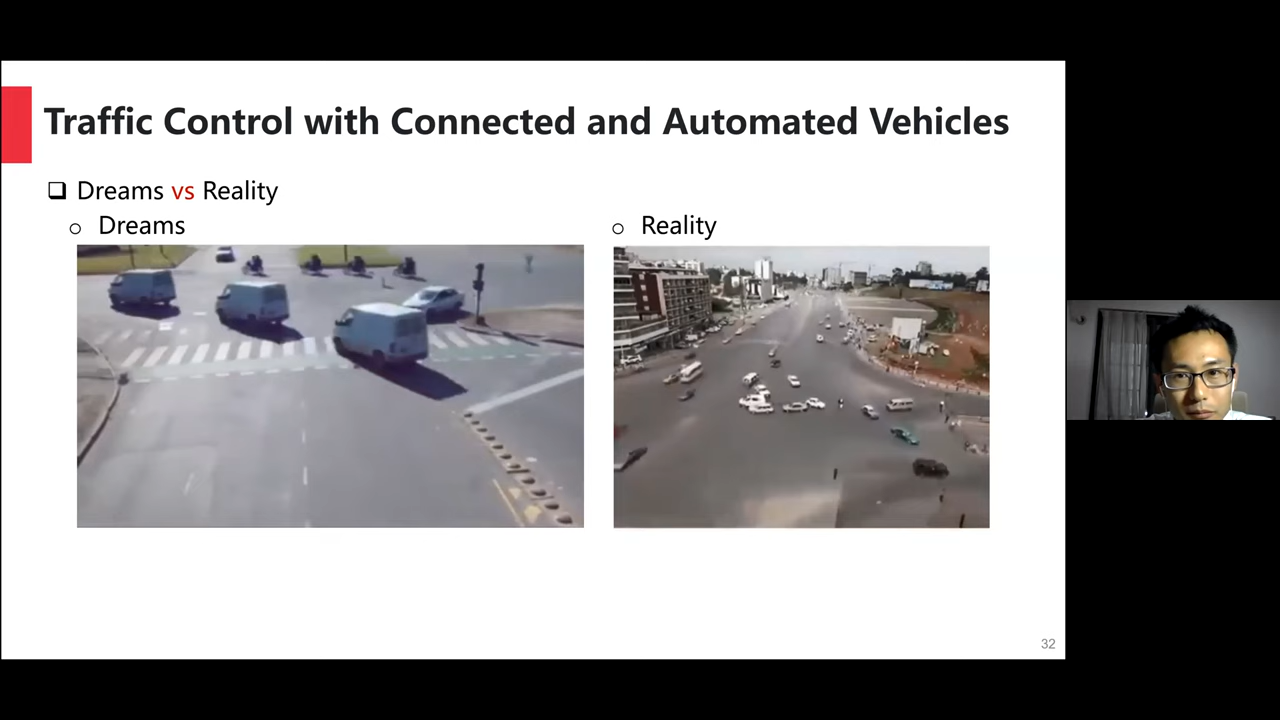 Traffic Control with Connected and Automated Vehicles
Dreams vs Reality
Dreams
Reality
32